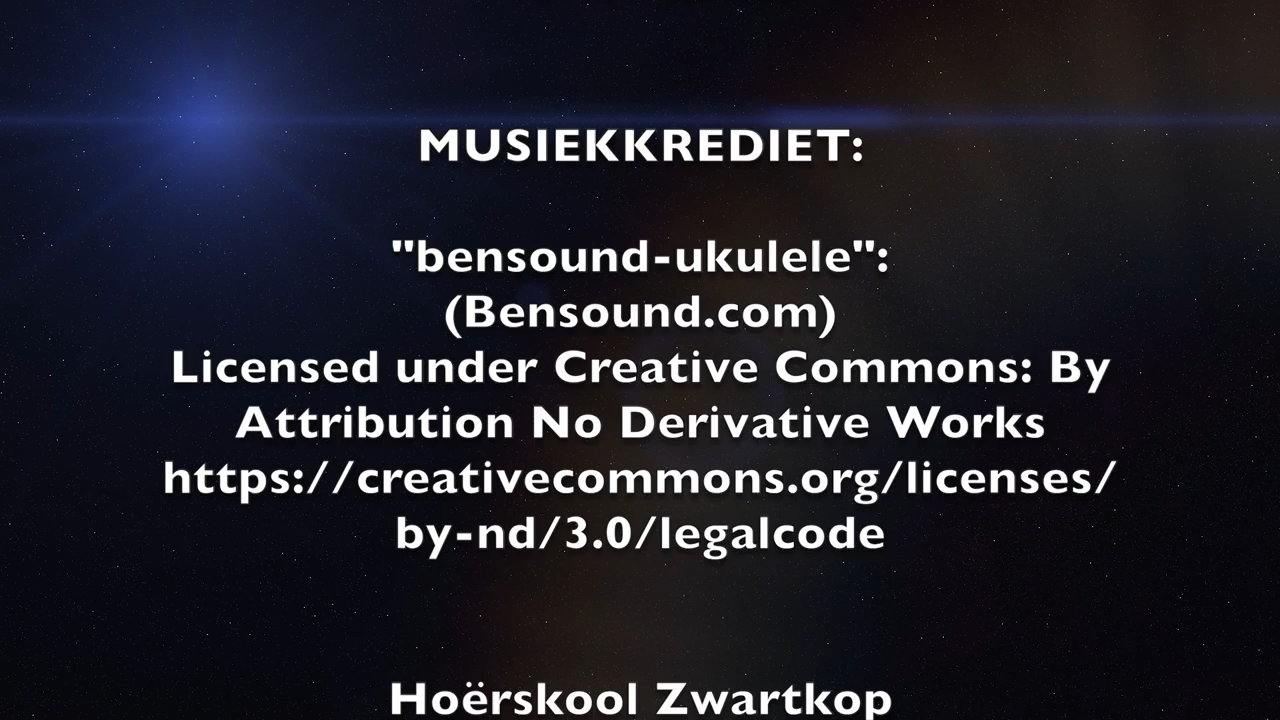 MUSIEKKREDIET:
"bensound-ukulele":
(Bensound.com)
Licensed under Creative Commons: By
Attribution No Derivative Works
https://creativecommons.org/licenses/
by-nd/3.0/legalcode
Hoërskool Zwartkop